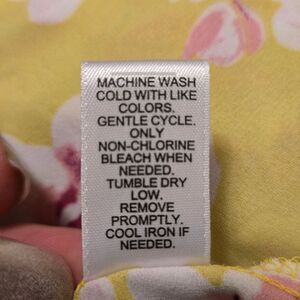 MACHINE WASH
COLD WITH LIKE
COLORS.
GENTLE CYCLE.
ONLY
NON-CHLORINE
BLEACH WHEN
NEEDED.
TUMBLE DRY
LOW.
REMOVE
PROMPTLY.
COOL IRON IF
NEEDED.